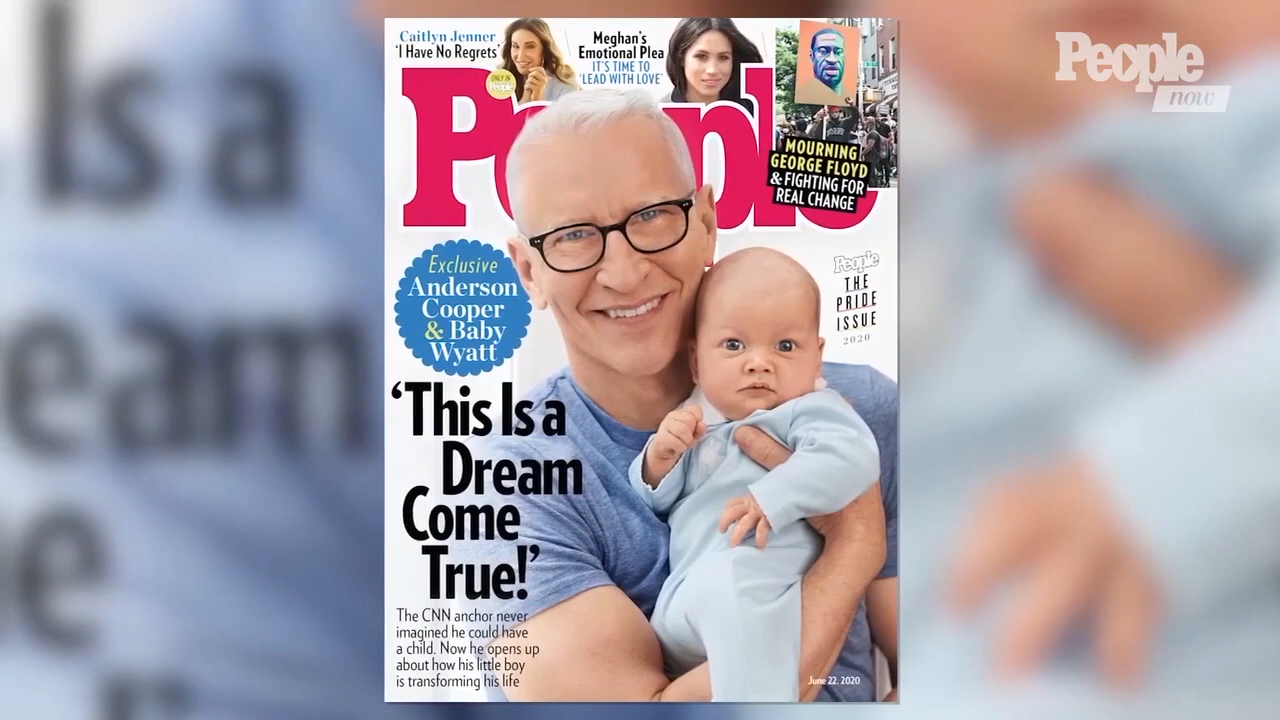 Caitlyn Jenner
'I Have No Regrets'
ONLY IN
People
Meghan's
Emotional Plea
IT'S TIME TO
'LEAD WITH LOVE'
People
People
now
MOURNING
GEORGE FLOYD
& FIGHTING FOR
REAL CHANGE
Exclusive
Anderson
Cooper
& Baby
Wyatt
People
THE
PRIDE
ISSUE
2020
'This Is a
Dream
Come
True!'
The CNN anchor never
imagined he could have
a child. Now he opens up
about how his little boy
is transforming his life
June 22, 2020
Is a
eam
e